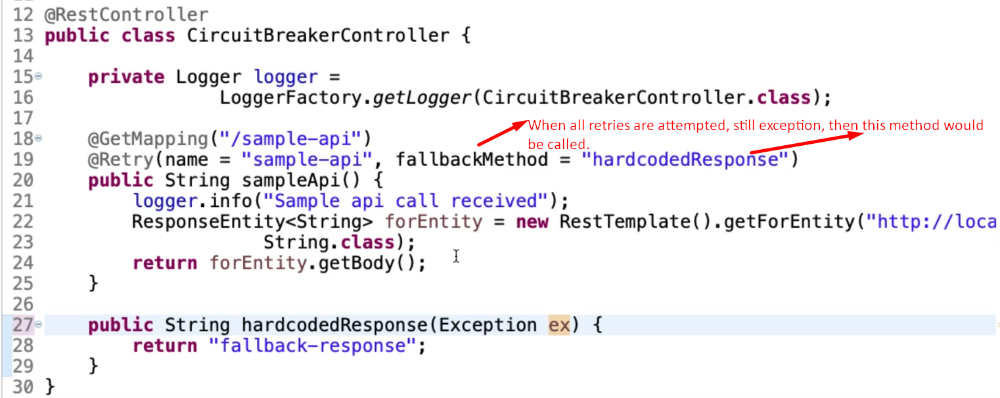 12 @RestController
13 public class CircuitBreakerController {
14
15 private Logger logger =
16 LoggerFactory.getLogger(CircuitBreakerController.class);
17
When all retries are attempted, still exception, then this method would
be called.
18 @GetMapping("/sample-api")
19 @Retry(name = "sample-api", fallbackMethod = "hardcodedResponse")
20 public String sampleApi() {
21 logger.info("Sample api call received");
22 ResponseEntity<String> forEntity = new RestTemplate().getForEntity("http://loca
23 String.class);
24 return forEntity.getBody();
25 }
26
27 public String hardcodedResponse(Exception ex) {
28 return "fallback-response";
29 }
30 }